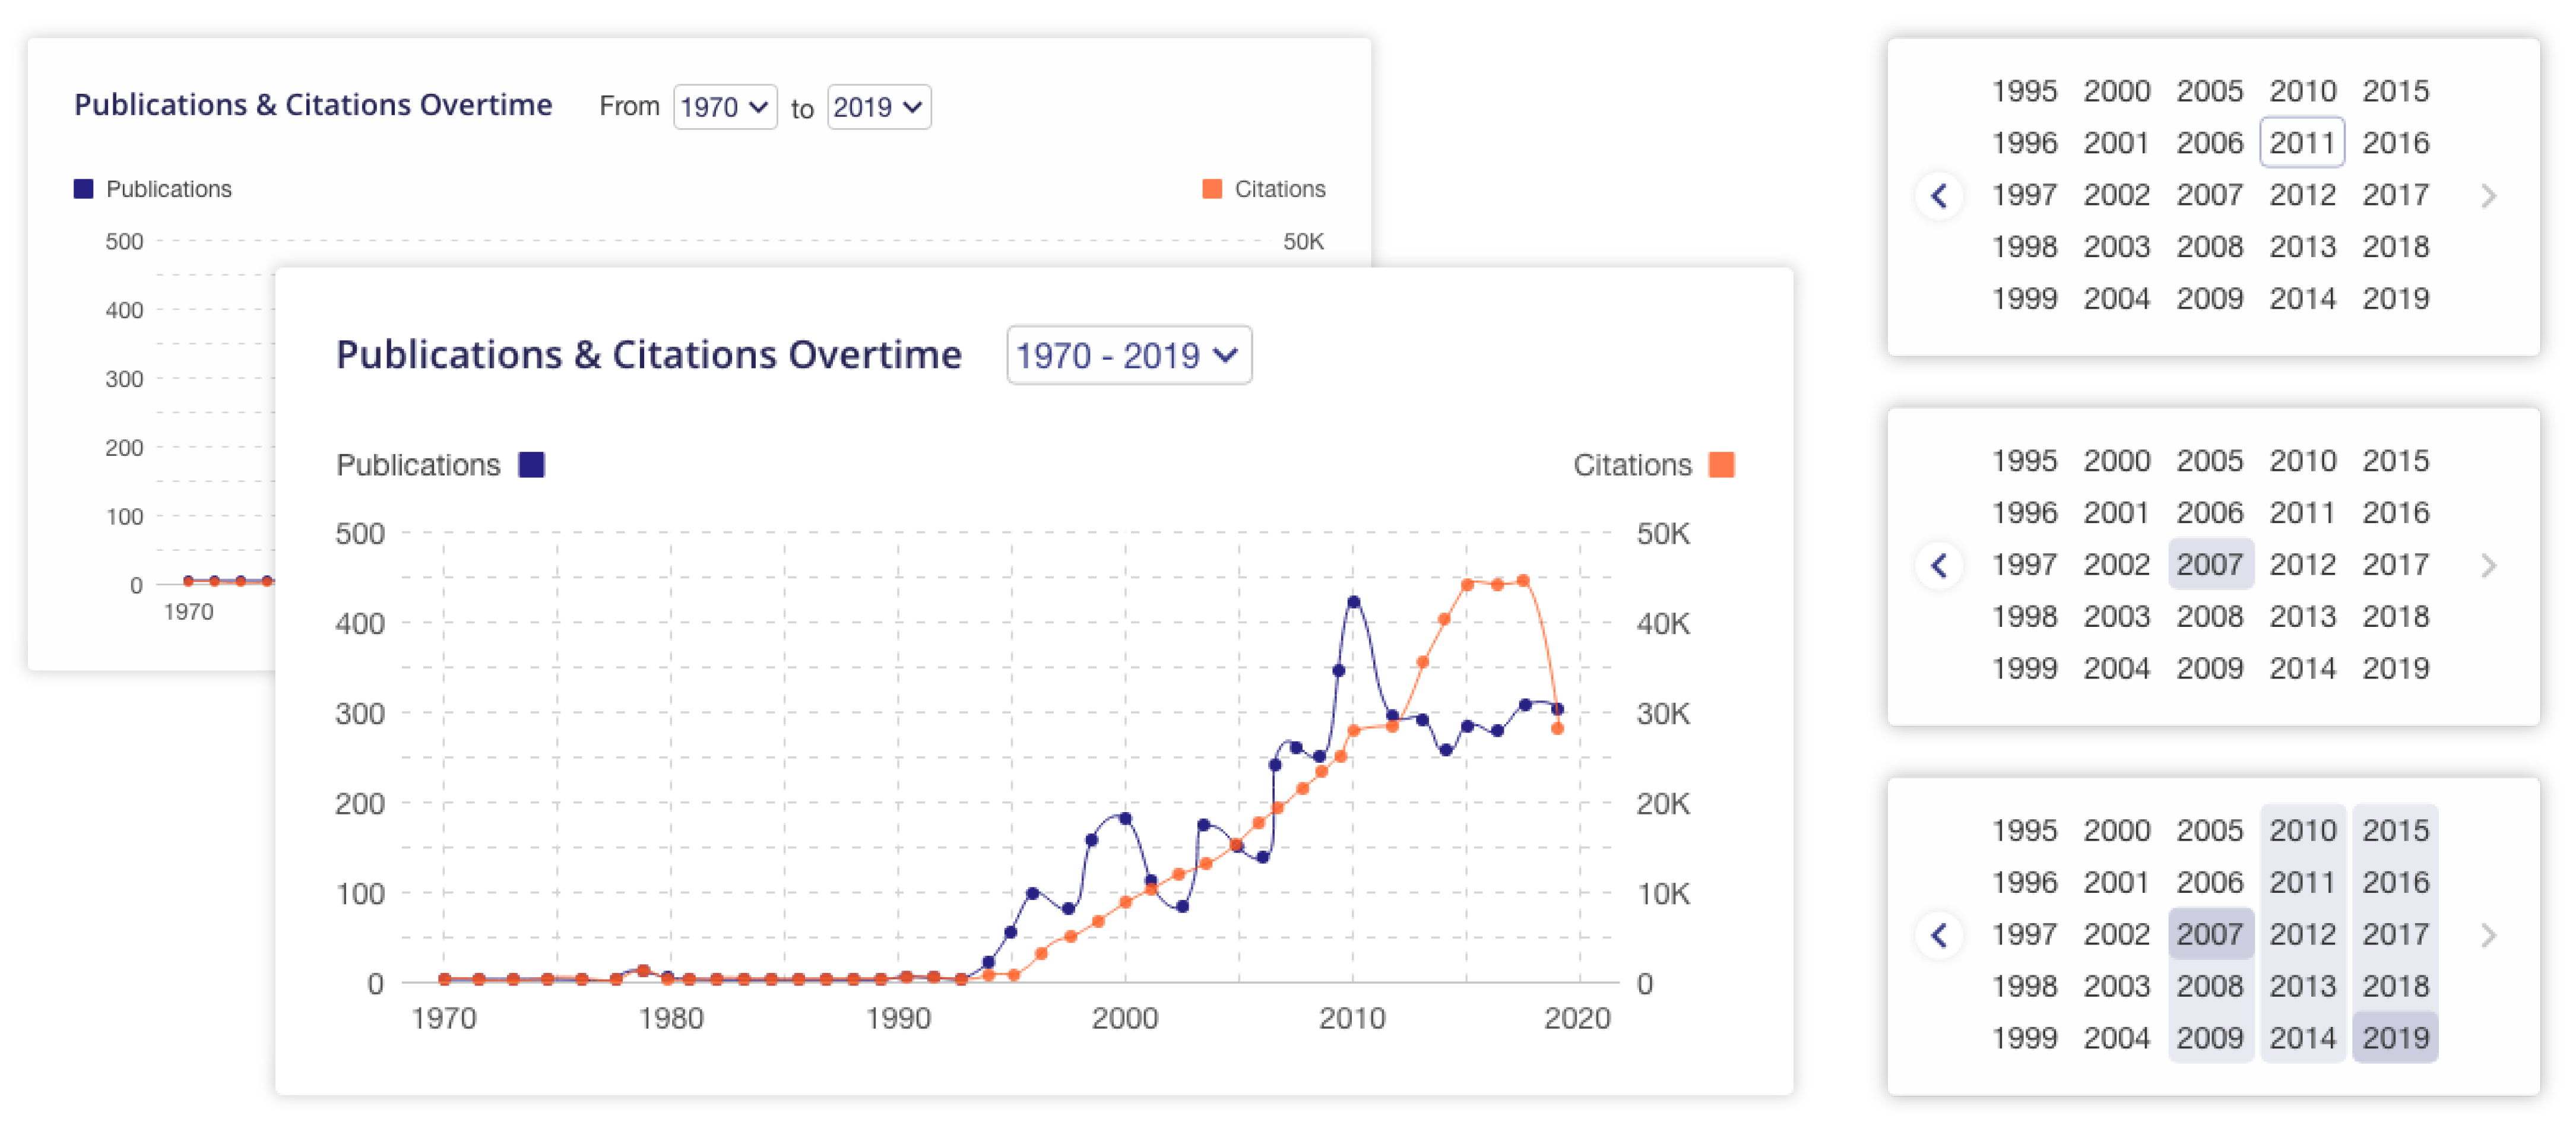 Publications & Citations Overtime From 1970 to 2019
Publications Citations
500 50K
400
300
200
100
0
1970
Publications & Citations Overtime 1970 - 2019
Publications Citations
500 50K
400 40K
300 30K
200 20K
100 10K
0 0
1970 1980 1990 2000 2010 2020
1995 2000 2005 2010 2015
1996 2001 2006 2011 2016
1997 2002 2007 2012 2017
1998 2003 2008 2013 2018
1999 2004 2009 2014 2019
1995 2000 2005 2010 2015
1996 2001 2006 2011 2016
1997 2002 2007 2012 2017
1998 2003 2008 2013 2018
1999 2004 2009 2014 2019
1995 2000 2005 2010 2015
1996 2001 2006 2011 2016
1997 2002 2007 2012 2017
1998 2003 2008 2013 2018
1999 2004 2009 2014 2019